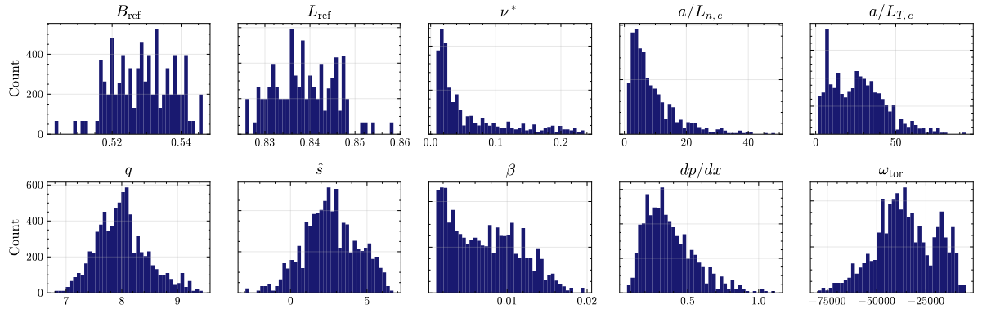 B_ref L_ref ν* a/L_{n,e} a/L_{T,e}
Count
400
200
0
0.52 0.54 0.83 0.84 0.85 0.86 0.0 0.1 0.2 0 20 40 0 50
q ŝ β dp/dx ω_tor
Count
600
400
200
0
7 8 9 0 5 0.01 0.02 0.5 1.0 −75000 −50000 −25000